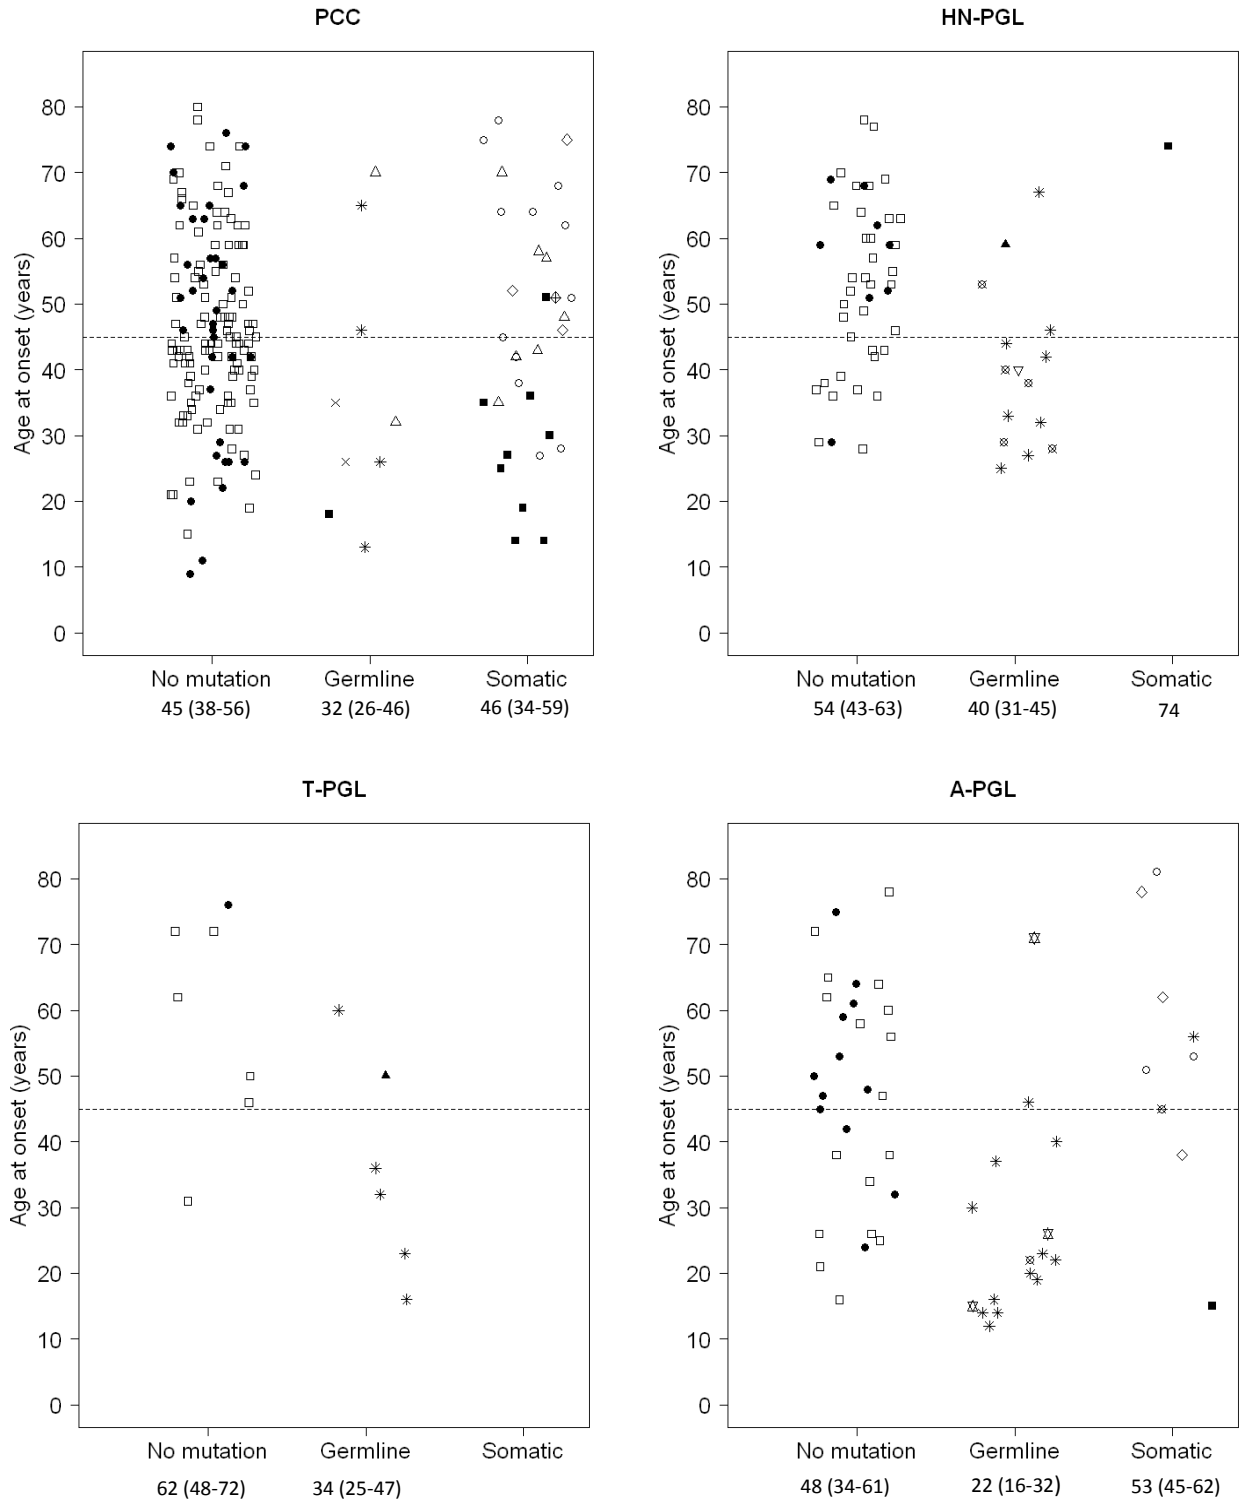 PCC
Age at onset (years)
80
70
60
50
40
30
20
10
0
No mutation Germline Somatic
45 (38-56) 32 (26-46) 46 (34-59)
HN-PGL
Age at onset (years)
80
70
60
50
40
30
20
10
0
No mutation Germline Somatic
54 (43-63) 40 (31-45) 74
T-PGL
Age at onset (years)
80
70
60
50
40
30
20
10
0
No mutation Germline Somatic
62 (48-72) 34 (25-47)
A-PGL
Age at onset (years)
80
70
60
50
40
30
20
10
0
No mutation Germline Somatic
48 (34-61) 22 (16-32) 53 (45-62)